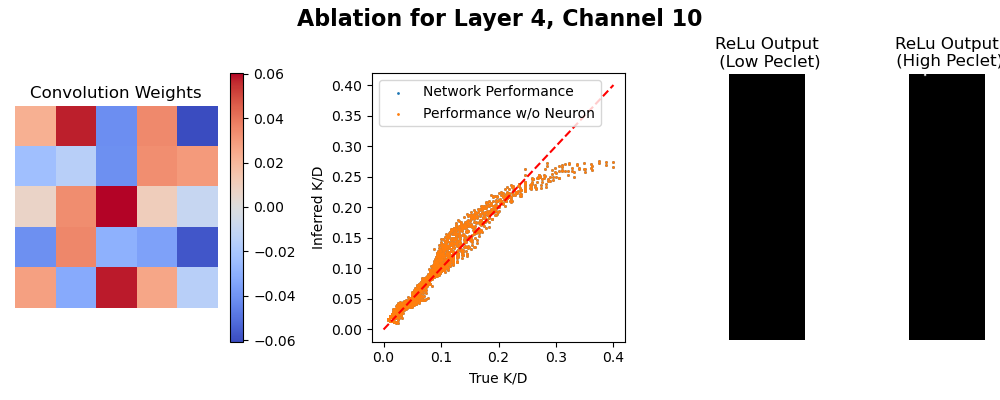 Ablation for Layer 4, Channel 10
Convolution Weights
0.06
0.04
0.02
0.00
−0.02
−0.04
−0.06
Network Performance
Performance w/o Neuron
Inferred K/D
0.40
0.35
0.30
0.25
0.20
0.15
0.10
0.05
0.00
0.0 0.1 0.2 0.3 0.4
True K/D
ReLu Output
(Low Peclet)
ReLu Output
(High Peclet)